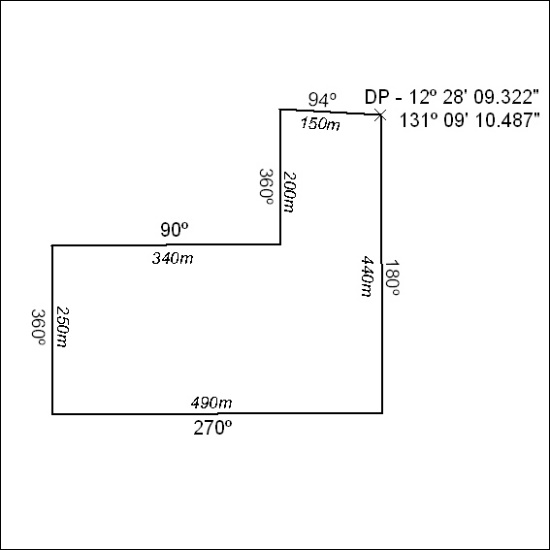 94º
DP - 12º 28' 09.322"
131º 09' 10.487"
150m
360º
200m
90º
340m
440m
180º
360º
250m
490m
270º